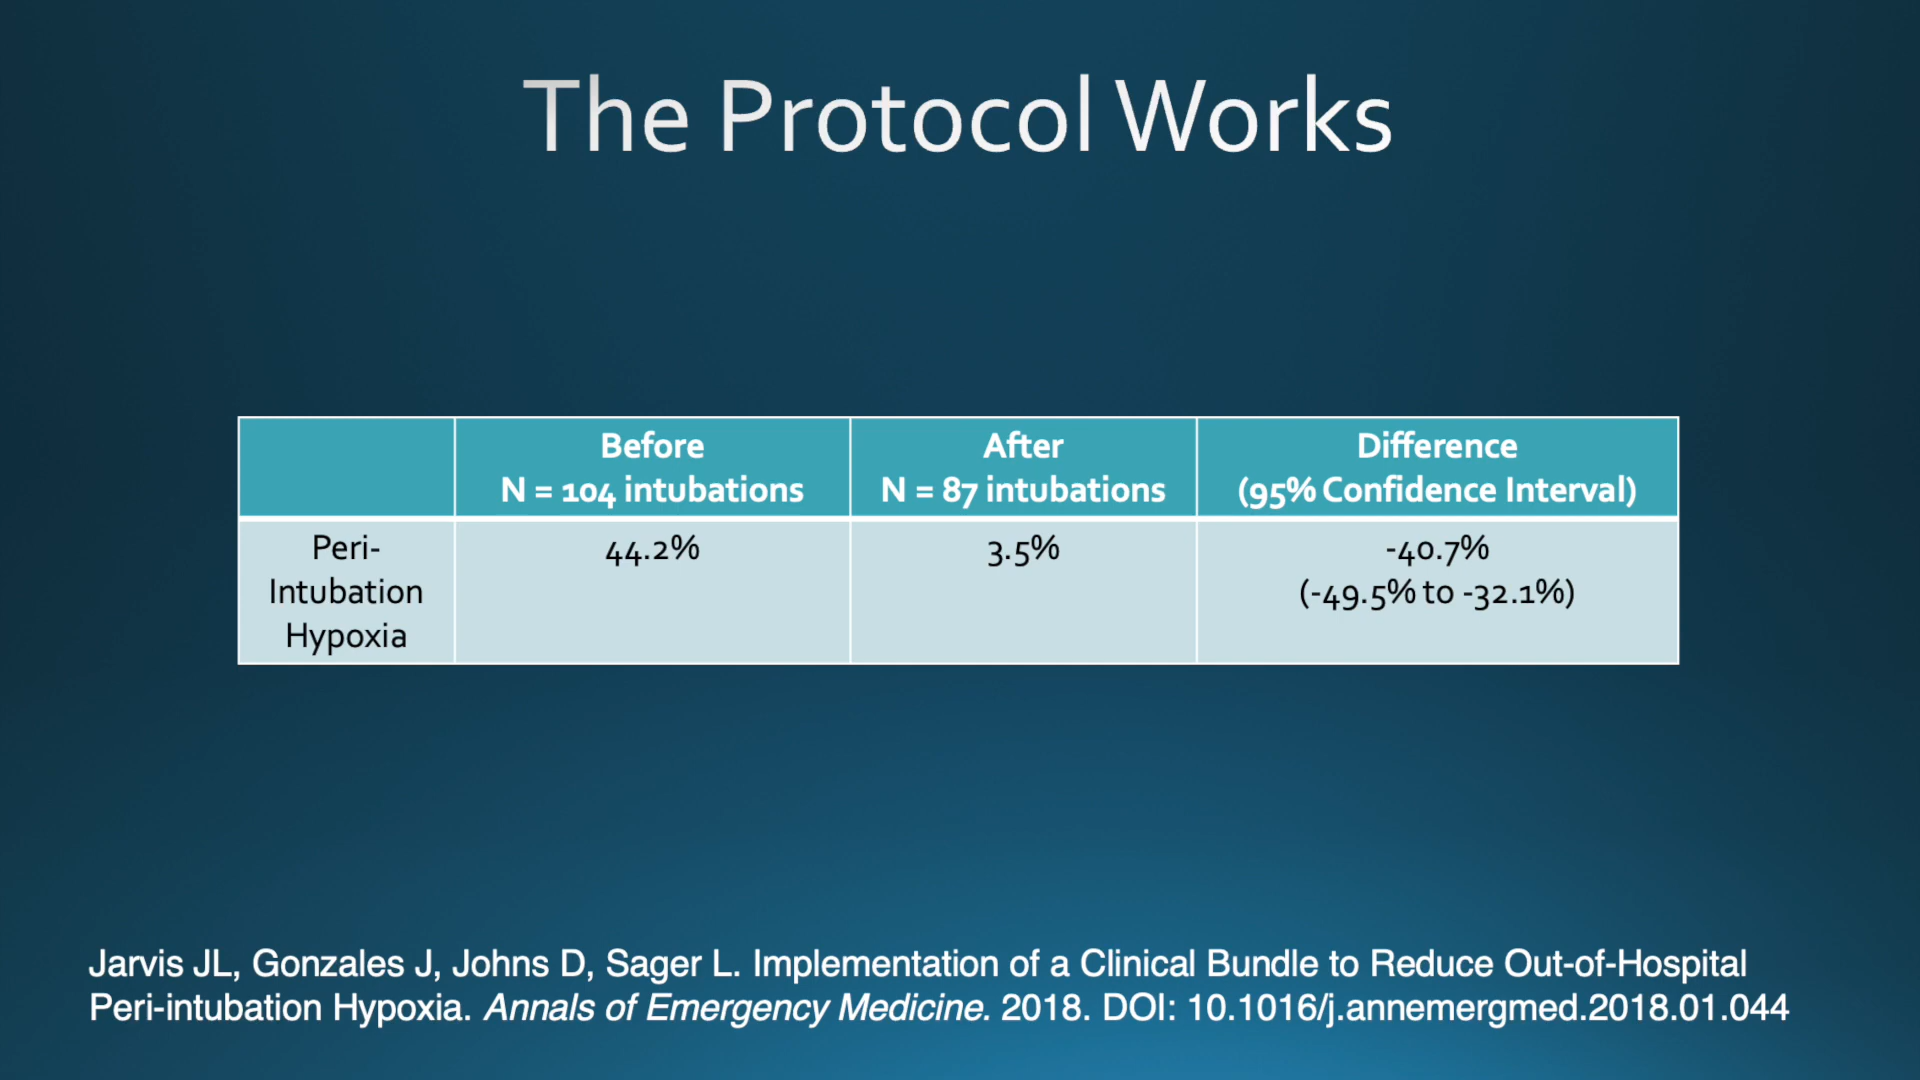 The Protocol Works
Before
N = 104 intubations
After
N = 87 intubations
Difference
(95% Confidence Interval)
Peri-
Intubation
Hypoxia
44.2%
3.5%
-40.7%
(-49.5% to -32.1%)
Jarvis JL, Gonzales J, Johns D, Sager L. Implementation of a Clinical Bundle to Reduce Out-of-Hospital
Peri-intubation Hypoxia. Annals of Emergency Medicine. 2018. DOI: 10.1016/j.annemergmed.2018.01.044